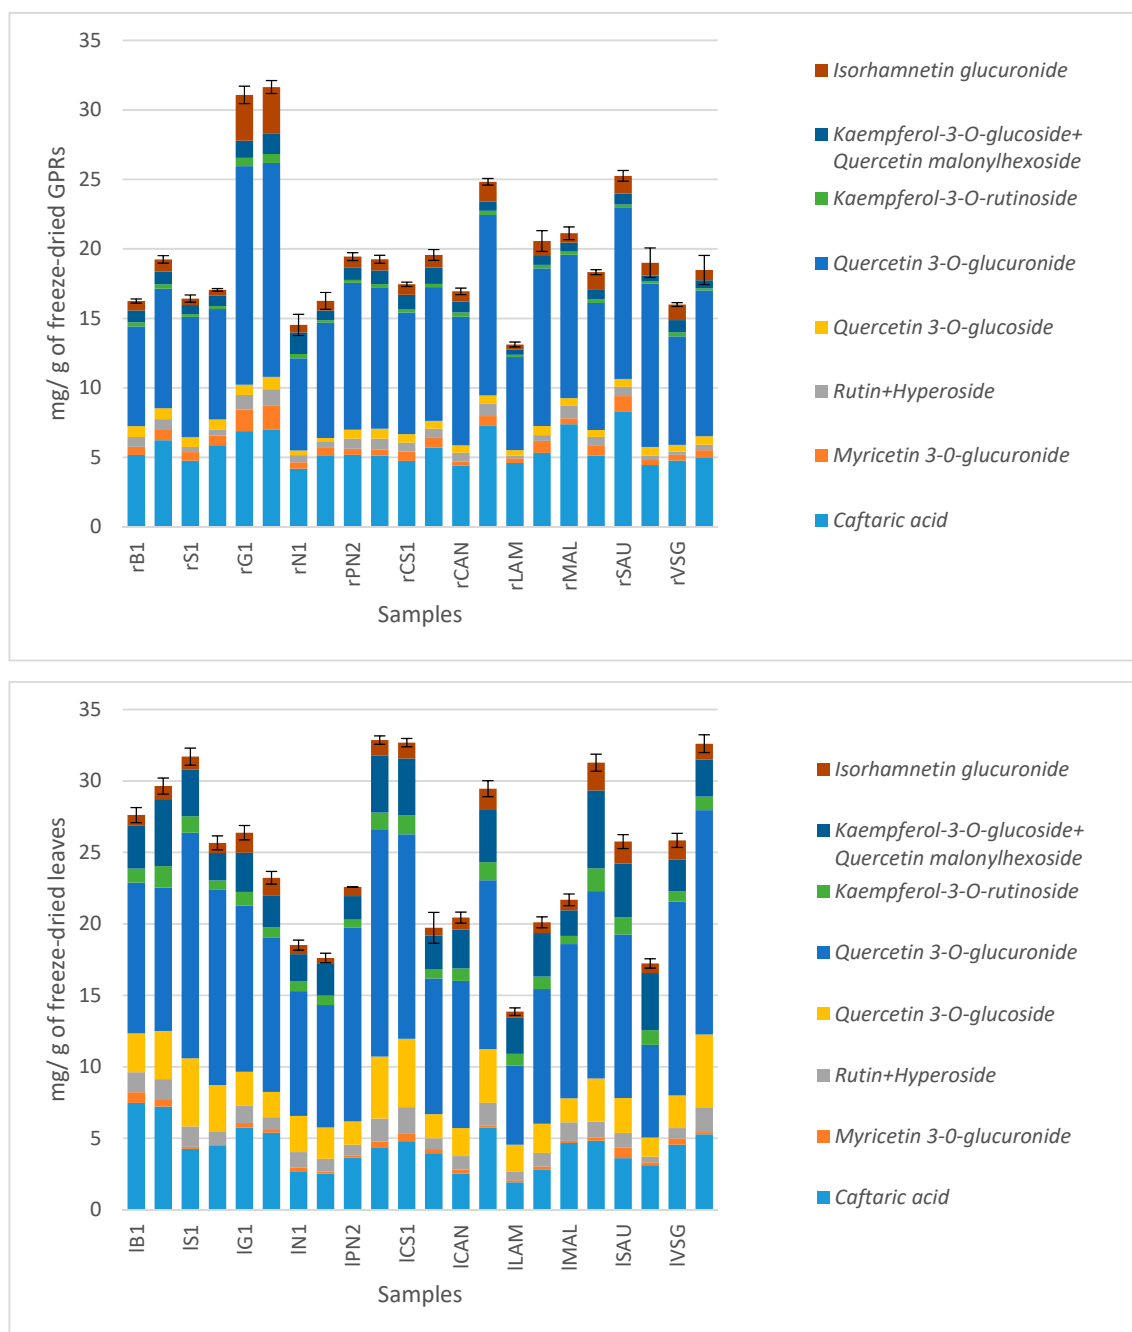 mg/ g of freeze-dried GPRs
35
30
25
20
15
10
5
0
rB1
rS1
rG1
rN1
rPN2
rCS1
rCAN
rLAM
rMAL
rSAU
rVSG
Samples
Isorhamnetin glucuronide
Kaempferol-3-O-glucoside+
Quercetin malonylhexoside
Kaempferol-3-O-rutinoside
Quercetin 3-O-glucuronide
Quercetin 3-O-glucoside
Rutin+Hyperoside
Myricetin 3-0-glucuronide
Caftaric acid
mg/ g of freeze-dried leaves
35
30
25
20
15
10
5
0
lB1
lS1
lG1
lN1
lPN2
lCS1
lCAN
lLAM
lMAL
lSAU
lVSG
Samples
Isorhamnetin glucuronide
Kaempferol-3-O-glucoside+
Quercetin malonylhexoside
Kaempferol-3-O-rutinoside
Quercetin 3-O-glucuronide
Quercetin 3-O-glucoside
Rutin+Hyperoside
Myricetin 3-0-glucuronide
Caftaric acid